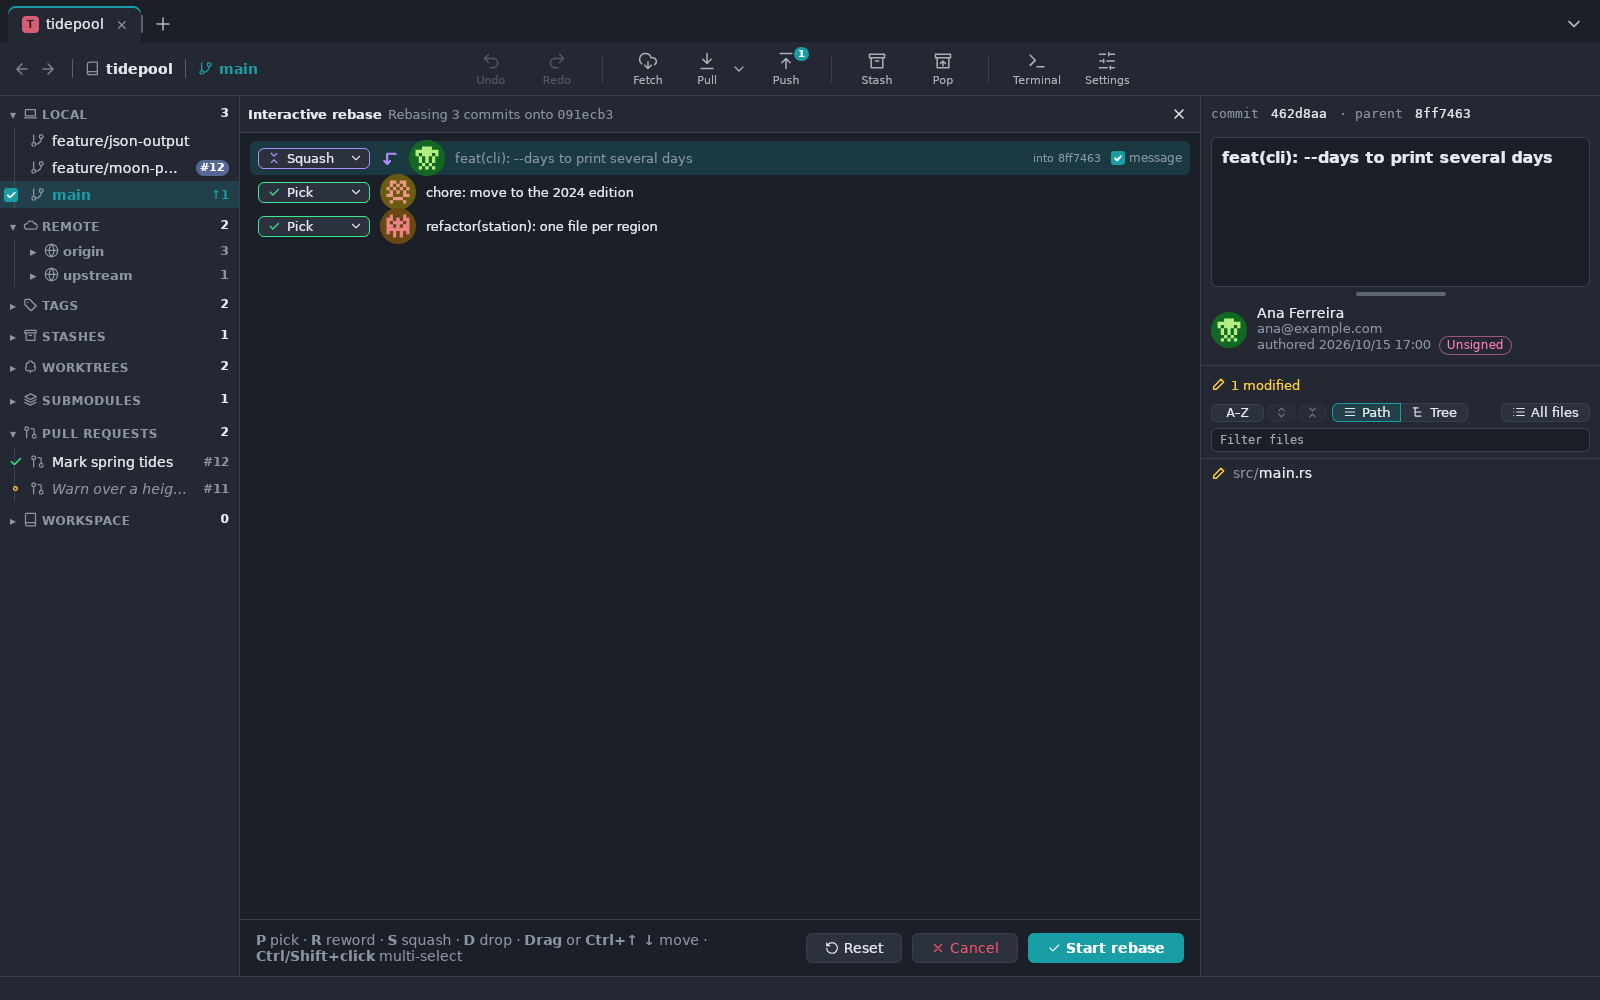 T tidepool
tidepool
main
Undo
Redo
Fetch
Pull
Push
1
Stash
Pop
Terminal
Settings
LOCAL 3
feature/json-output
feature/moon-p... #12
main ↑1
REMOTE 2
origin 3
upstream 1
TAGS 2
STASHES 1
WORKTREES 2
SUBMODULES 1
PULL REQUESTS 2
Mark spring tides #12
Warn over a heig... #11
WORKSPACE 0
Interactive rebase Rebasing 3 commits onto 091ecb3
Squash feat(cli): --days to print several days into 8ff7463 message
Pick chore: move to the 2024 edition
Pick refactor(station): one file per region
P pick · R reword · S squash · D drop · Drag or Ctrl+↑ ↓ move ·
Ctrl/Shift+click multi-select
Reset
Cancel
Start rebase
commit 462d8aa · parent 8ff7463
feat(cli): --days to print several days
Ana Ferreira
ana@example.com
authored 2026/10/15 17:00 Unsigned
1 modified
A–Z
Path
Tree
All files
Filter files
src/main.rs